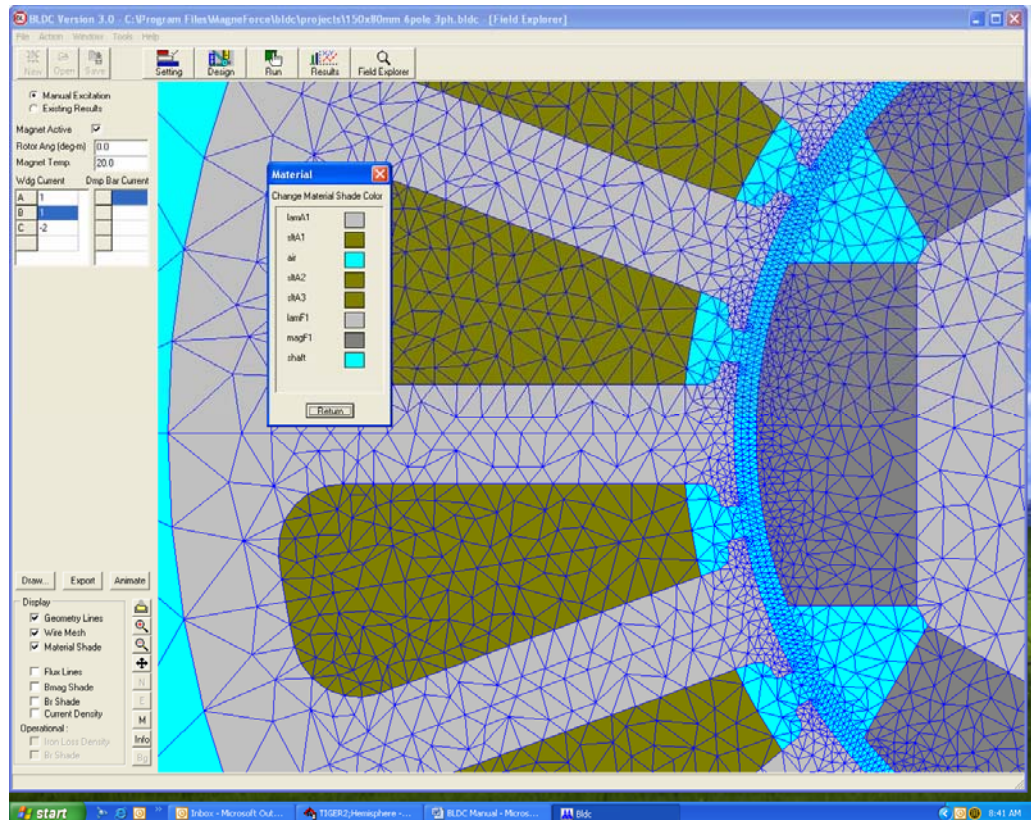 BLDC Version 3.0 - C:\Program Files\MagneForce\bldc\projects\150x80mm 6pole 3ph.bldc - [Field Explorer]
File Action Window Tools Help
New Open Save Setting Design Run Results Field Explorer
Manual Excitation
Existing Results
Magnet Active
Rotor Ang (deg-m) 0.0
Magnet Temp. 20.0
Wdg Current Dmp Bar Current
A 1
B 1
C -2
Material
Change Material Shade Color
lamA1
sltA1
air
sltA2
sltA3
lamF1
magF1
shaft
Return
Draw... Export Animate
Display
Geometry Lines
Wire Mesh
Material Shade
Flux Lines
Bmag Shade
Br Shade
Current Density
Operational :
Iron Loss Density
Br Shade
N
E
M
Info
Bg
start
Inbox - Microsoft Out...
TIGER2;Hemisphere -...
BLDC Manual - Micros...
Bldc
8:41 AM